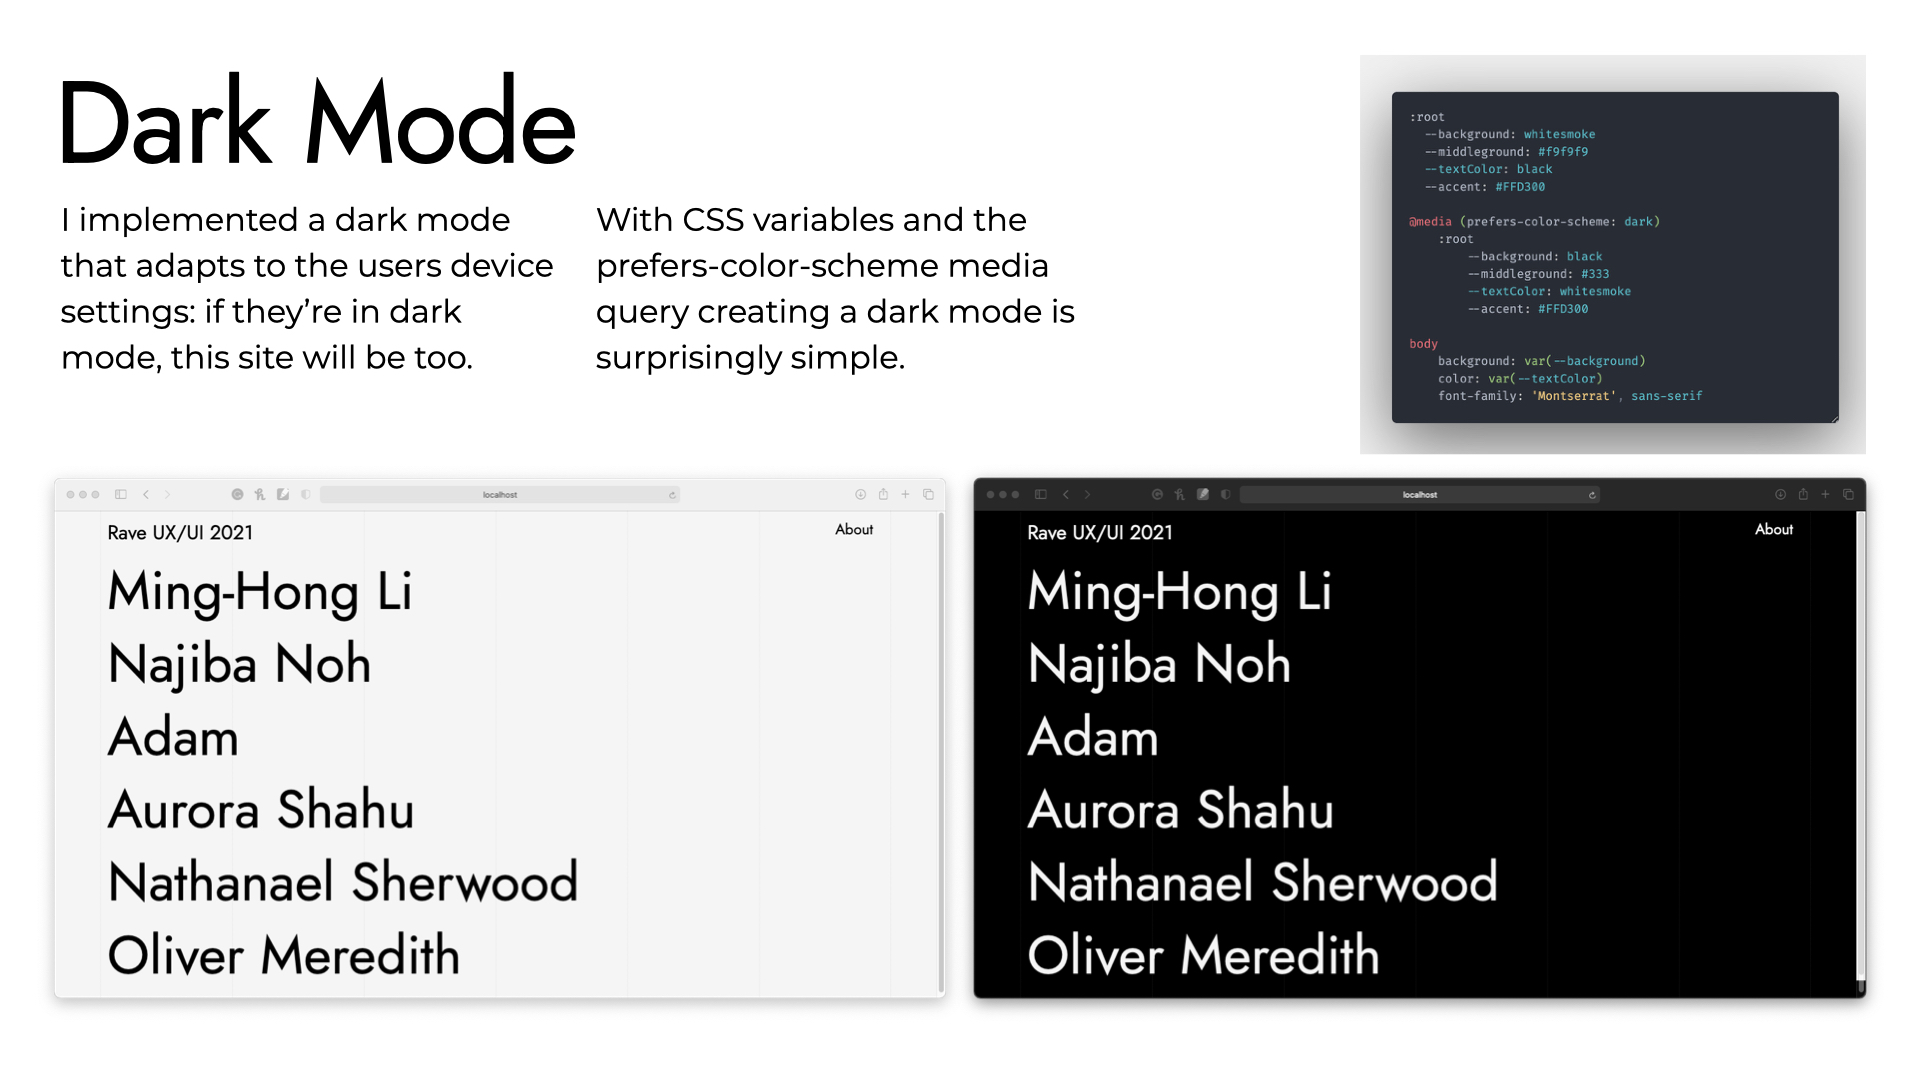 Dark Mode
I implemented a dark mode
that adapts to the users device
settings: if they’re in dark
mode, this site will be too.
With CSS variables and the
prefers-color-scheme media
query creating a dark mode is
surprisingly simple.
:root
--background: whitesmoke
--middleground: #f9f9f9
--textColor: black
--accent: #FFD300
@media (prefers-color-scheme: dark)
:root
--background: black
--middleground: #333
--textColor: whitesmoke
--accent: #FFD300
body
background: var(--background)
color: var(--textColor)
font-family: 'Montserrat', sans-serif
localhost
Rave UX/UI 2021
About
Ming-Hong Li
Najiba Noh
Adam
Aurora Shahu
Nathanael Sherwood
Oliver Meredith
localhost
Rave UX/UI 2021
About
Ming-Hong Li
Najiba Noh
Adam
Aurora Shahu
Nathanael Sherwood
Oliver Meredith